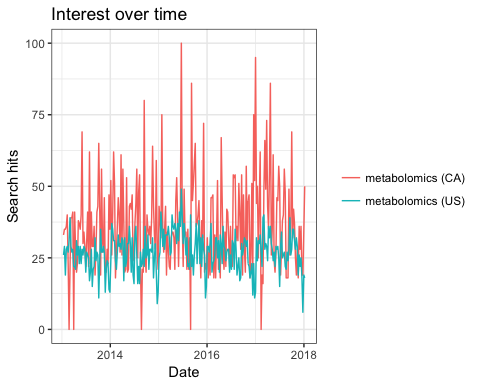 Interest over time
100
75
50
25
0
Search hits
2014
2016
2018
Date
metabolomics (CA)
metabolomics (US)